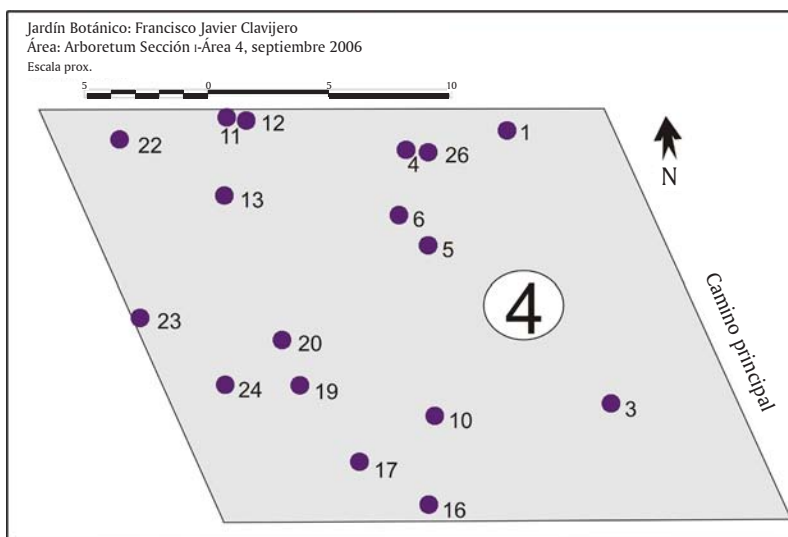 Jardín Botánico: Francisco Javier Clavijero
Área: Arboretum Sección I-Área 4, septiembre 2006
Escala prox.
5 0 5 10
11 12 1
22 4 26
N
13
6
5
4
Camino principal
23
20
24 19 3
10
17
16